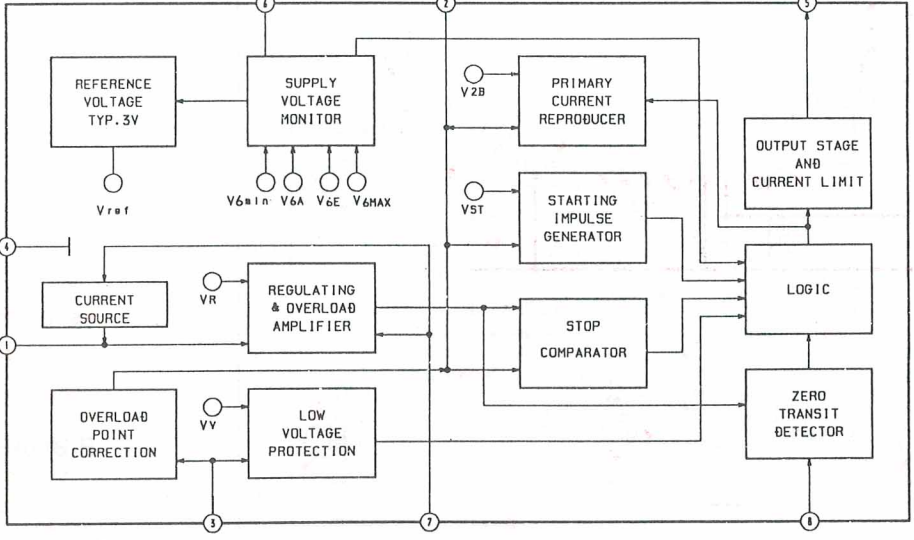 6
2
5
REFERENCE
VOLTAGE
TYP.3V
SUPPLY
VOLTAGE
MONITOR
V2B
PRIMARY
CURRENT
REPRODUCER
OUTPUT STAGE
AND
CURRENT LIMIT
Vref
V6min
V6A
V6E
V6MAX
VST
STARTING
IMPULSE
GENERATOR
4
CURRENT
SOURCE
VR
REGULATING
& OVERLOAD
AMPLIFIER
LOGIC
STOP
COMPARATOR
1
OVERLOAD
POINT
CORRECTION
VV
LOW
VOLTAGE
PROTECTION
ZERO
TRANSIT
DETECTOR
3
7
8